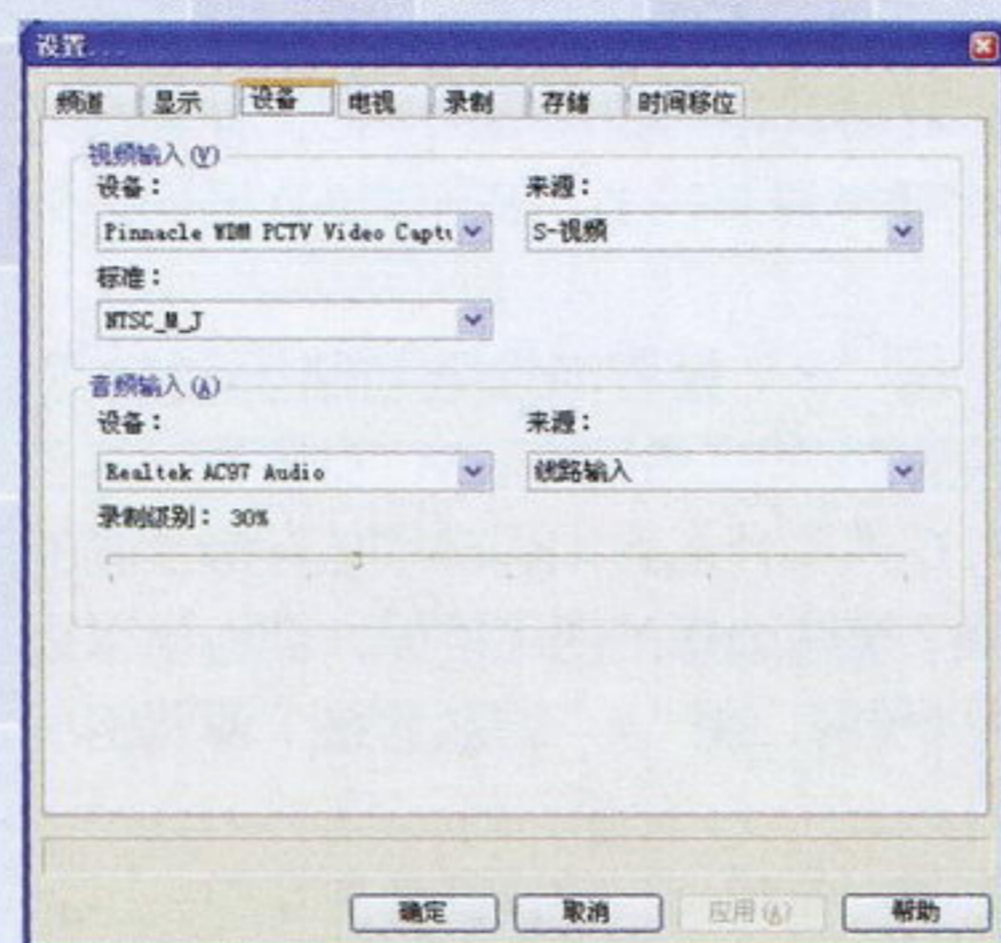 设置...
频道 显示 设备 电视 录制 存储 时间移位
视频输入(V)
设备： 来源：
Pinnacle WDM PCTV Video Captu S-视频
标准：
NTSC_M_J
音频输入(A)
设备： 来源：
Realtek AC97 Audio 线路输入
录制级别： 30%
确定 取消 应用(A) 帮助